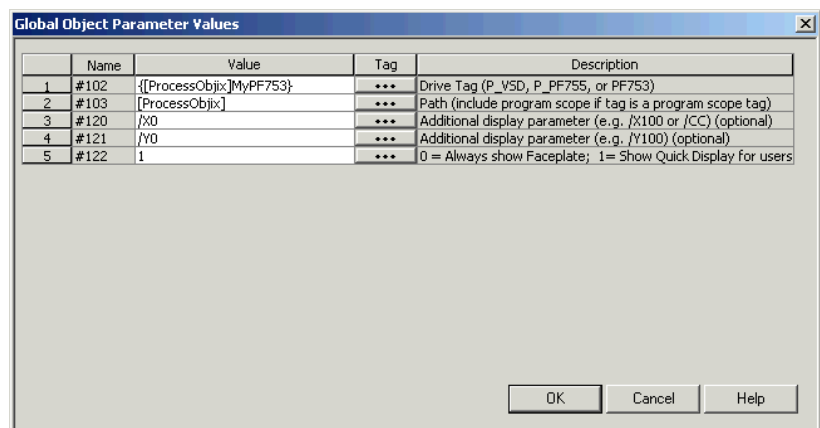 Global Object Parameter Values
Name Value Tag Description
1 #102 {[ProcessObjix]MyPF753} ••• Drive Tag (P_VSD, P_PF755, or PF753)
2 #103 [ProcessObjix] ••• Path (include program scope if tag is a program scope tag)
3 #120 /X0 ••• Additional display parameter (e.g. /X100 or /CC) (optional)
4 #121 /Y0 ••• Additional display parameter (e.g. /Y100) (optional)
5 #122 1 ••• 0 = Always show Faceplate; 1= Show Quick Display for users
OK Cancel Help